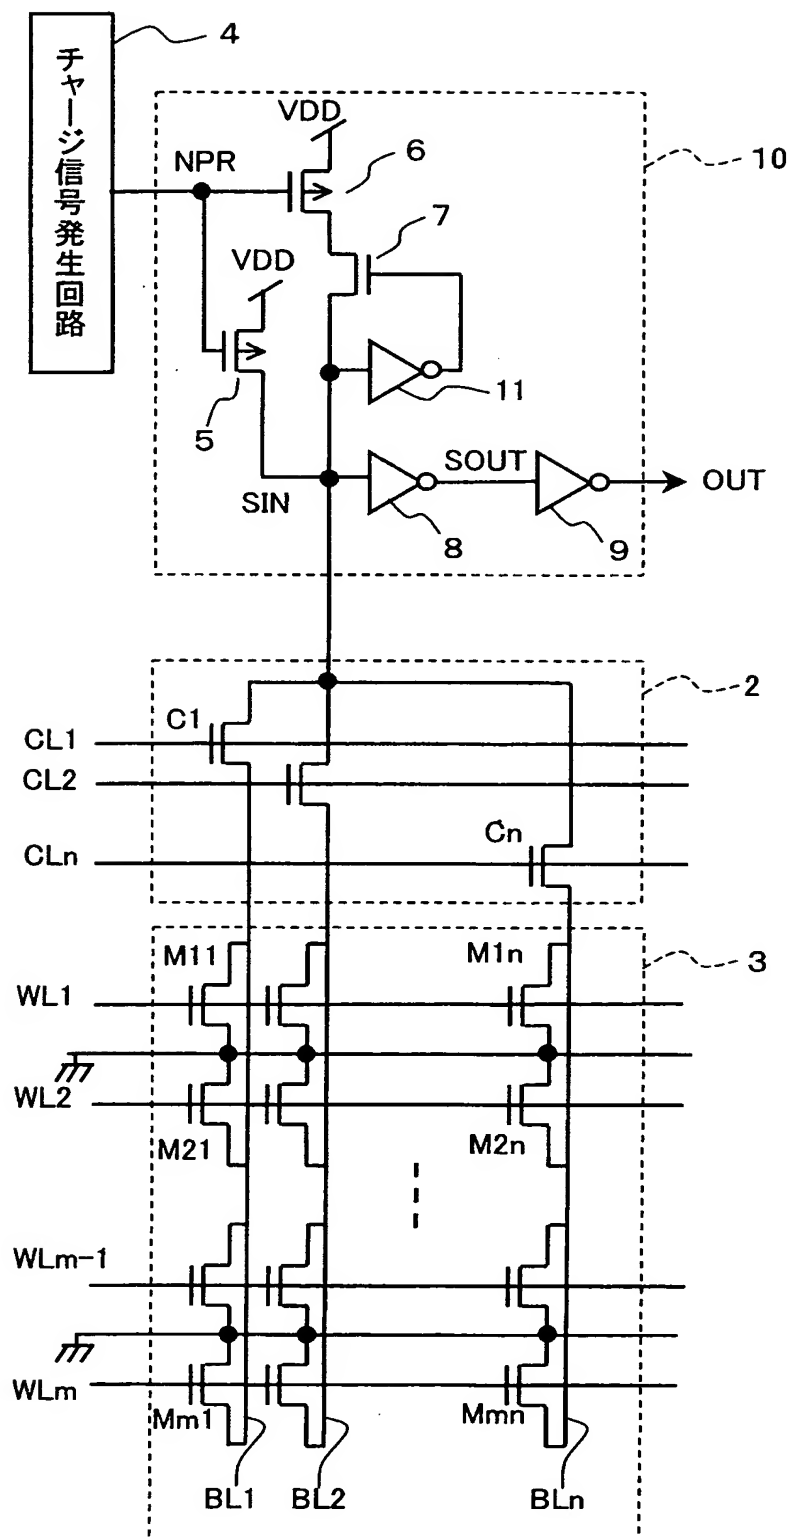 4
チャージ信号発生回路
VDD
NPR
6
10
7
VDD
11
5
SOUT
OUT
SIN
8
9
2
C1
CL1
CL2
Cn
CLn
M11
M1n
3
WL1
WL2
M21
M2n
WLm-1
WLm
Mm1
Mmn
BL1
BL2
BLn